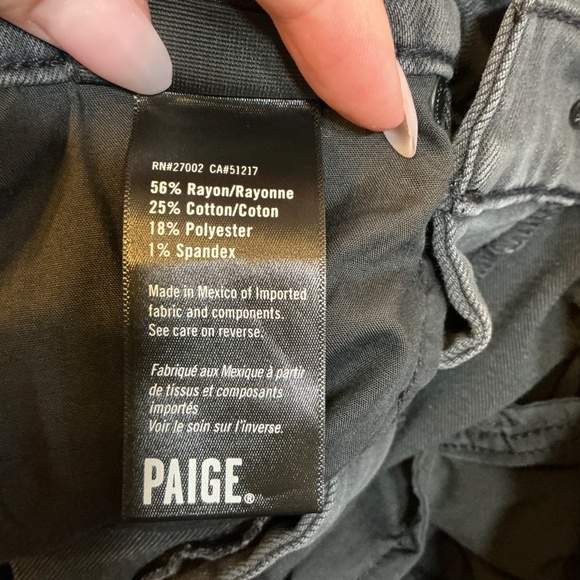 RN#27002 CA#51217
56% Rayon/Rayonne
25% Cotton/Coton
18% Polyester
1% Spandex
Made in Mexico of Imported
fabric and components.
See care on reverse.
Fabriqué aux Mexique à partir
de tissus et composants
importés
Voir le soin sur l'inverse.
PAIGE®